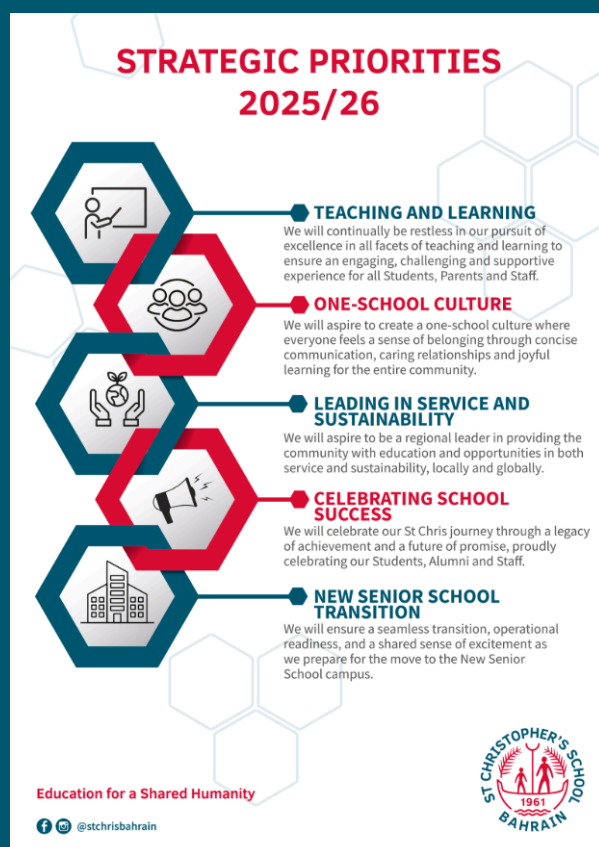 STRATEGIC PRIORITIES
2025/26
TEACHING AND LEARNING
We will continually be restless in our pursuit of
excellence in all facets of teaching and learning to
ensure an engaging, challenging and supportive
experience for all Students, Parents and Staff.
ONE-SCHOOL CULTURE
We will aspire to create a one-school culture where
everyone feels a sense of belonging through concise
communication, caring relationships and joyful
learning for the entire community.
LEADING IN SERVICE AND
SUSTAINABILITY
We will aspire to be a regional leader in providing the
community with education and opportunities in both
service and sustainability, locally and globally.
CELEBRATING SCHOOL
SUCCESS
We will celebrate our St Chris journey through a legacy
of achievement and a future of promise, proudly
celebrating our Students, Alumni and Staff.
NEW SENIOR SCHOOL
TRANSITION
We will ensure a seamless transition, operational
readiness, and a shared sense of excitement as
we prepare for the move to the New Senior
School campus.
Education for a Shared Humanity
@stchrisbahrain
ST CHRISTOPHER'S SCHOOL
1961
BAHRAIN